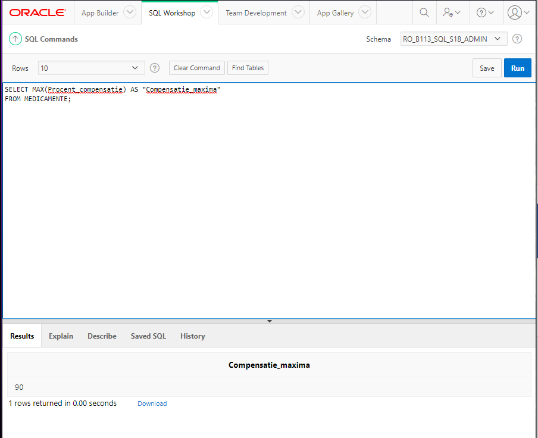 ORACLE App Builder SQL Workshop Team Development App Gallery
SQL Commands Schema RO_B113_SQL_S18_ADMIN
Rows 10 Clear Command Find Tables Save Run
SELECT MAX(Procent_compensatie) AS "Compensatie_maxima"
FROM MEDICAMENTE;
Results Explain Describe Saved SQL History
Compensatie_maxima
90
1 rows returned in 0.00 seconds Download